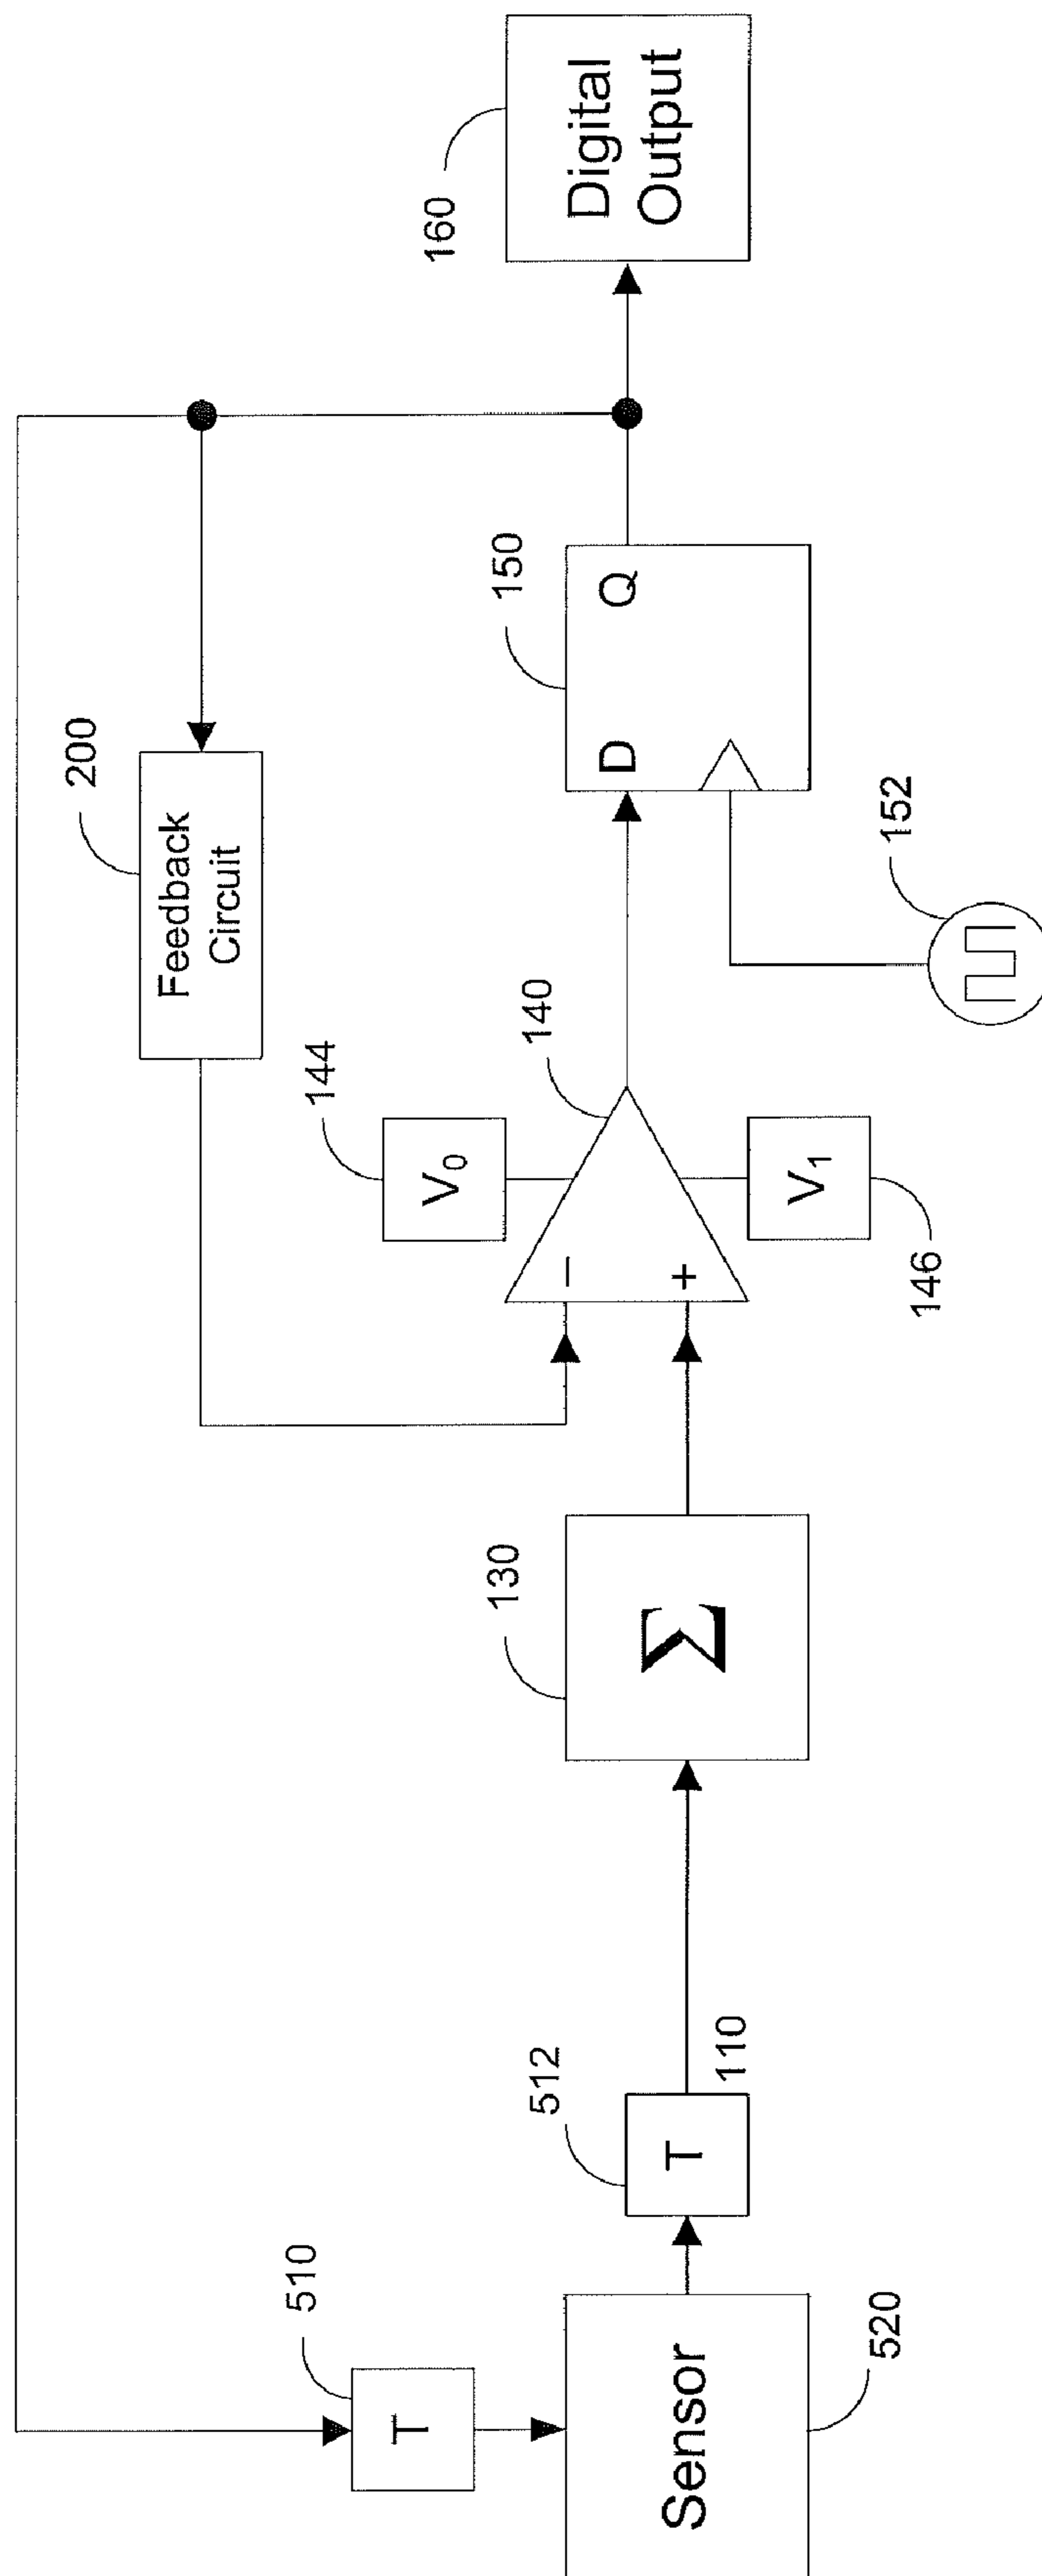 510
T
Sensor
520
512
T
110
130
Σ
200
Feedback
Circuit
144
V₀
140
−
+
V₁
146
150
D Q
152
160
Digital
Output